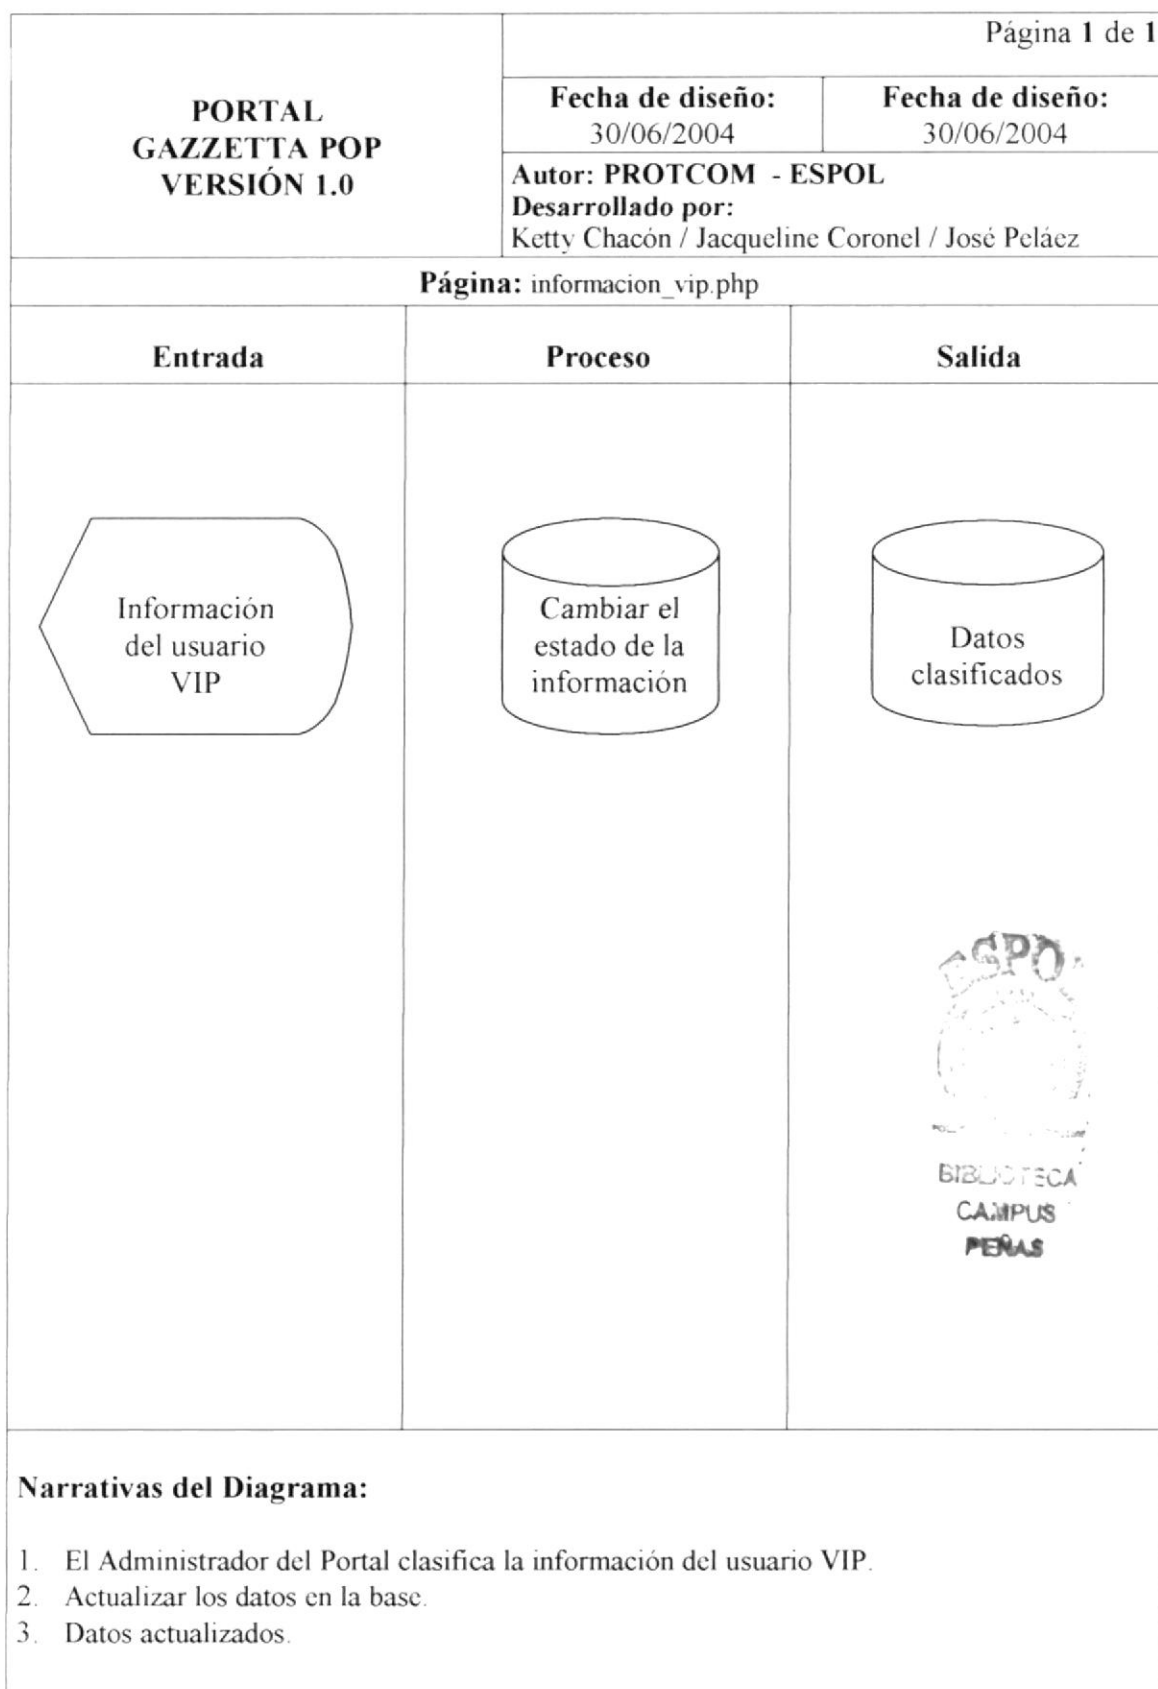 Página 1 de 1
PORTAL
GAZZETTA POP
VERSIÓN 1.0
Fecha de diseño:
30/06/2004
Fecha de diseño:
30/06/2004
Autor: PROTCOM - ESPOL
Desarrollado por:
Ketty Chacón / Jacqueline Coronel / José Peláez
Página: informacion_vip.php
Entrada
Proceso
Salida
Información
del usuario
VIP
Cambiar el
estado de la
información
Datos
clasificados
BIBLIOTECA
CAMPUS
PEÑAS
Narrativas del Diagrama:
1. El Administrador del Portal clasifica la información del usuario VIP.
2. Actualizar los datos en la base.
3. Datos actualizados.